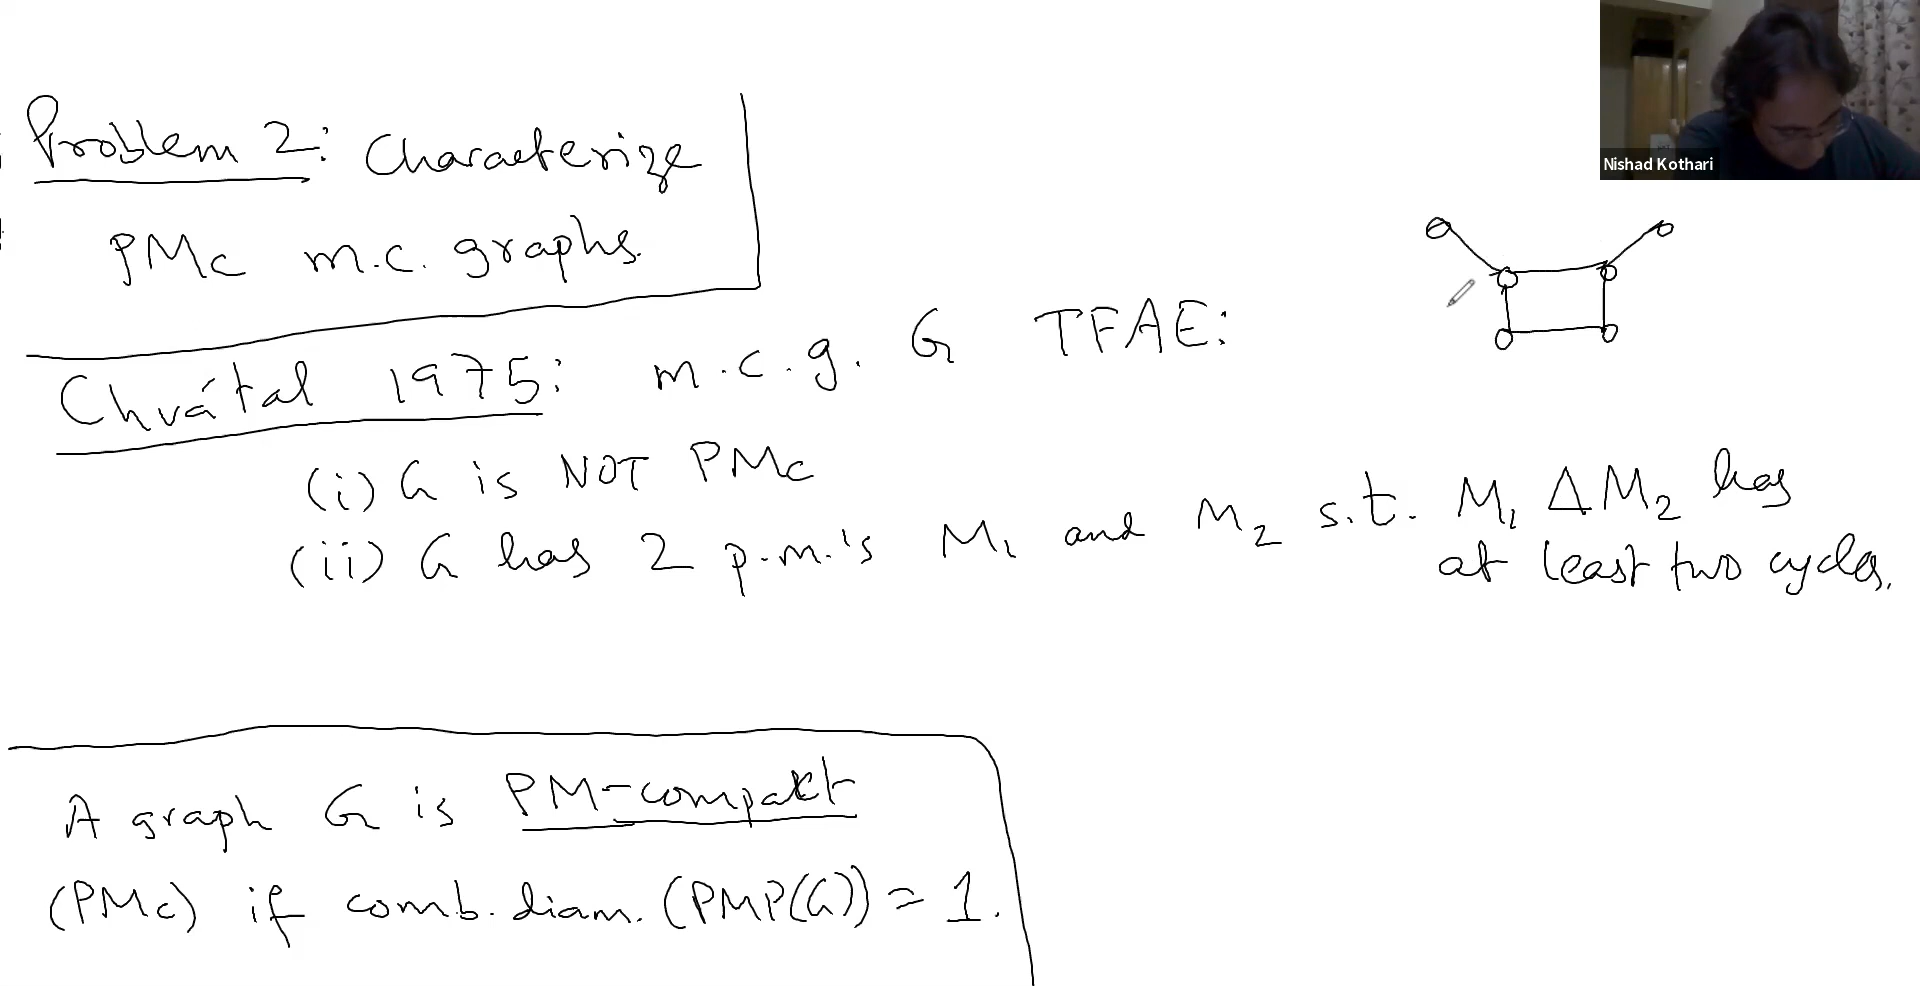 Problem 2: Characterize
PMc m.c. graphs.
Chvátal 1975: m.c.g. G TFAE:
(i) G is NOT PMc
(ii) G has 2 p.m.'s M₁ and M₂ s.t. M₁ Δ M₂ has
at least two cycles.
A graph G is PM-compact
(PMc) if comb. diam. (PMP(G)) = 1.
Nishad Kothari